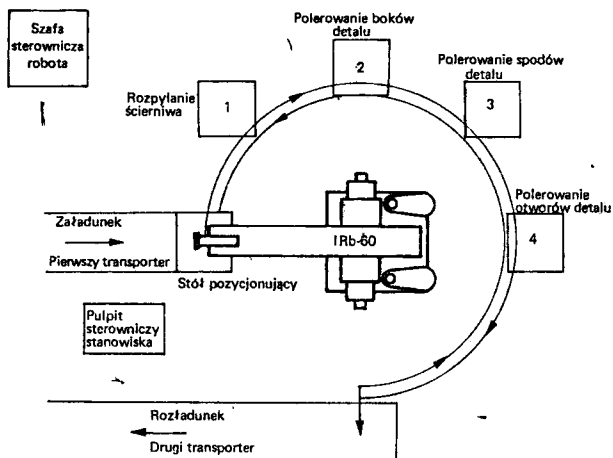 Szafa
sterownicza
robota
Polerowanie boków
detalu
2
Polerowanie spodów
detalu
3
Rozpylanie
ścierniwa
1
Polerowanie
otworów detalu
4
Załadunek
Pierwszy transporter
IRb-60
Stół pozycjonujący
Pulpit
sterowniczy
stanowiska
Rozładunek
Drugi transporter